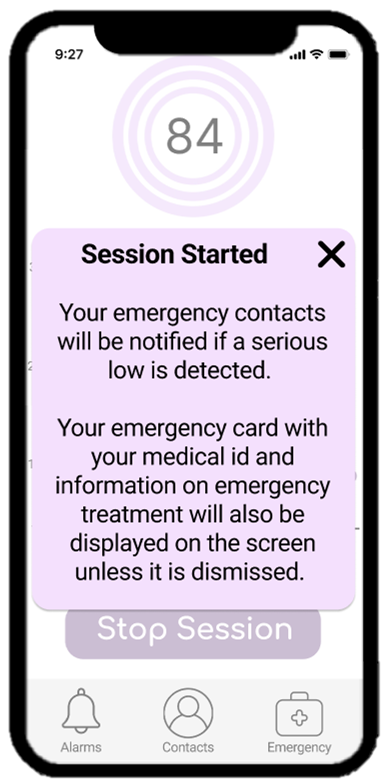 9:27
84
Session Started
Your emergency contacts
will be notified if a serious
low is detected.
Your emergency card with
your medical id and
information on emergency
treatment will also be
displayed on the screen
unless it is dismissed.
Stop Session
Alarms
Contacts
Emergency